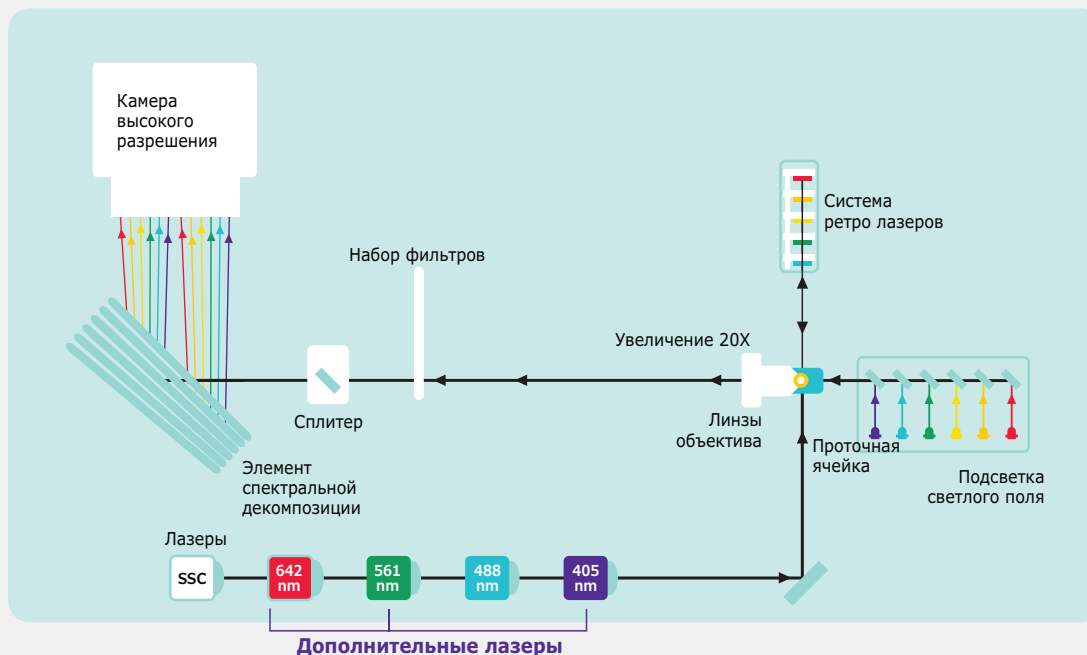 Камера
высокого
разрешения
Система
ретро лазеров
Набор фильтров
Увеличение 20X
Сплитер
Линзы
объектива
Проточная
ячейка
Подсветка
светлого поля
Элемент
спектральной
декомпозиции
Лазеры
SSC
642
nm
561
nm
488
nm
405
nm
Дополнительные лазеры